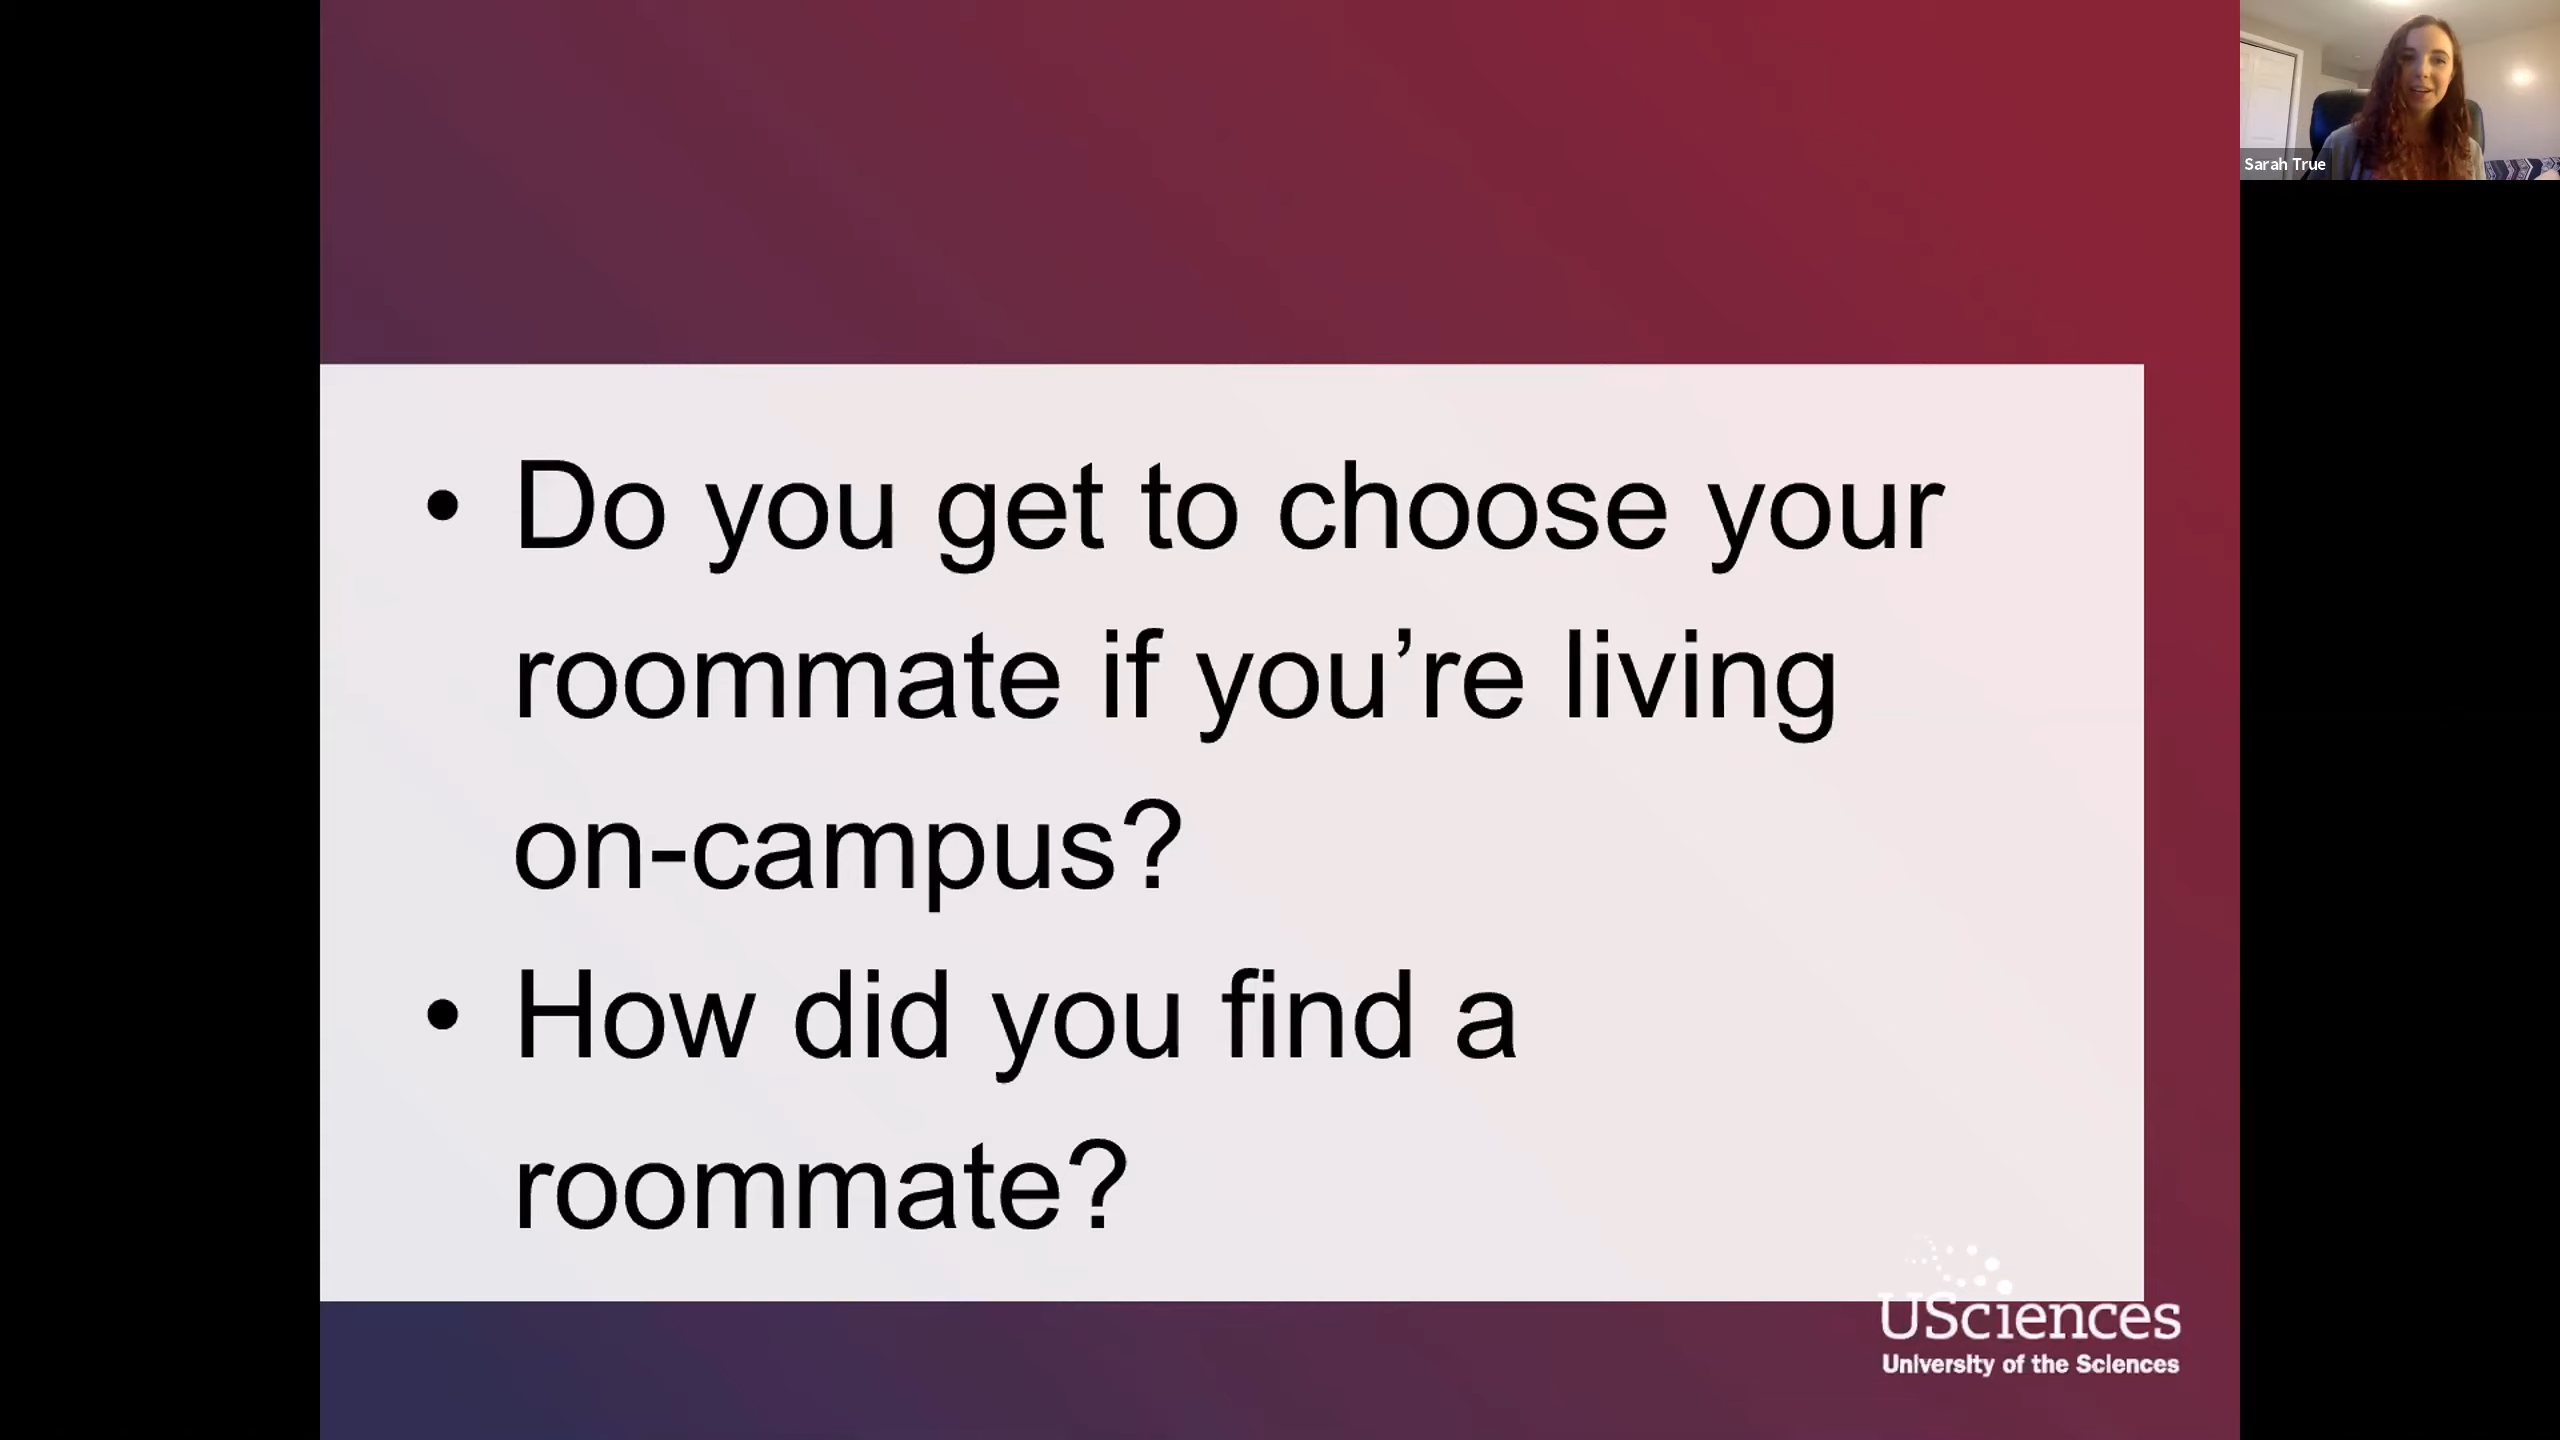 Sarah True
• Do you get to choose your
roommate if you’re living
on-campus?
• How did you find a
roommate?
USciences
University of the Sciences